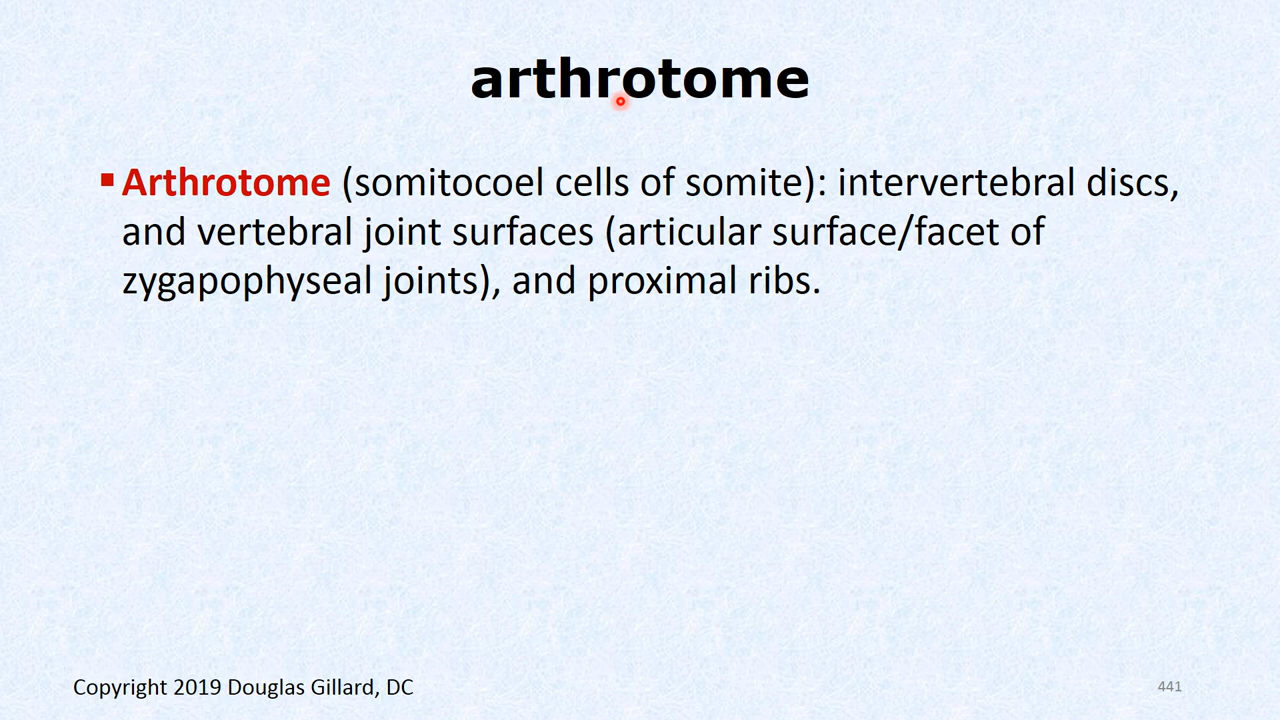 arthrotome
▪ Arthrotome (somitocoel cells of somite): intervertebral discs,
and vertebral joint surfaces (articular surface/facet of
zygapophyseal joints), and proximal ribs.
Copyright 2019 Douglas Gillard, DC
441